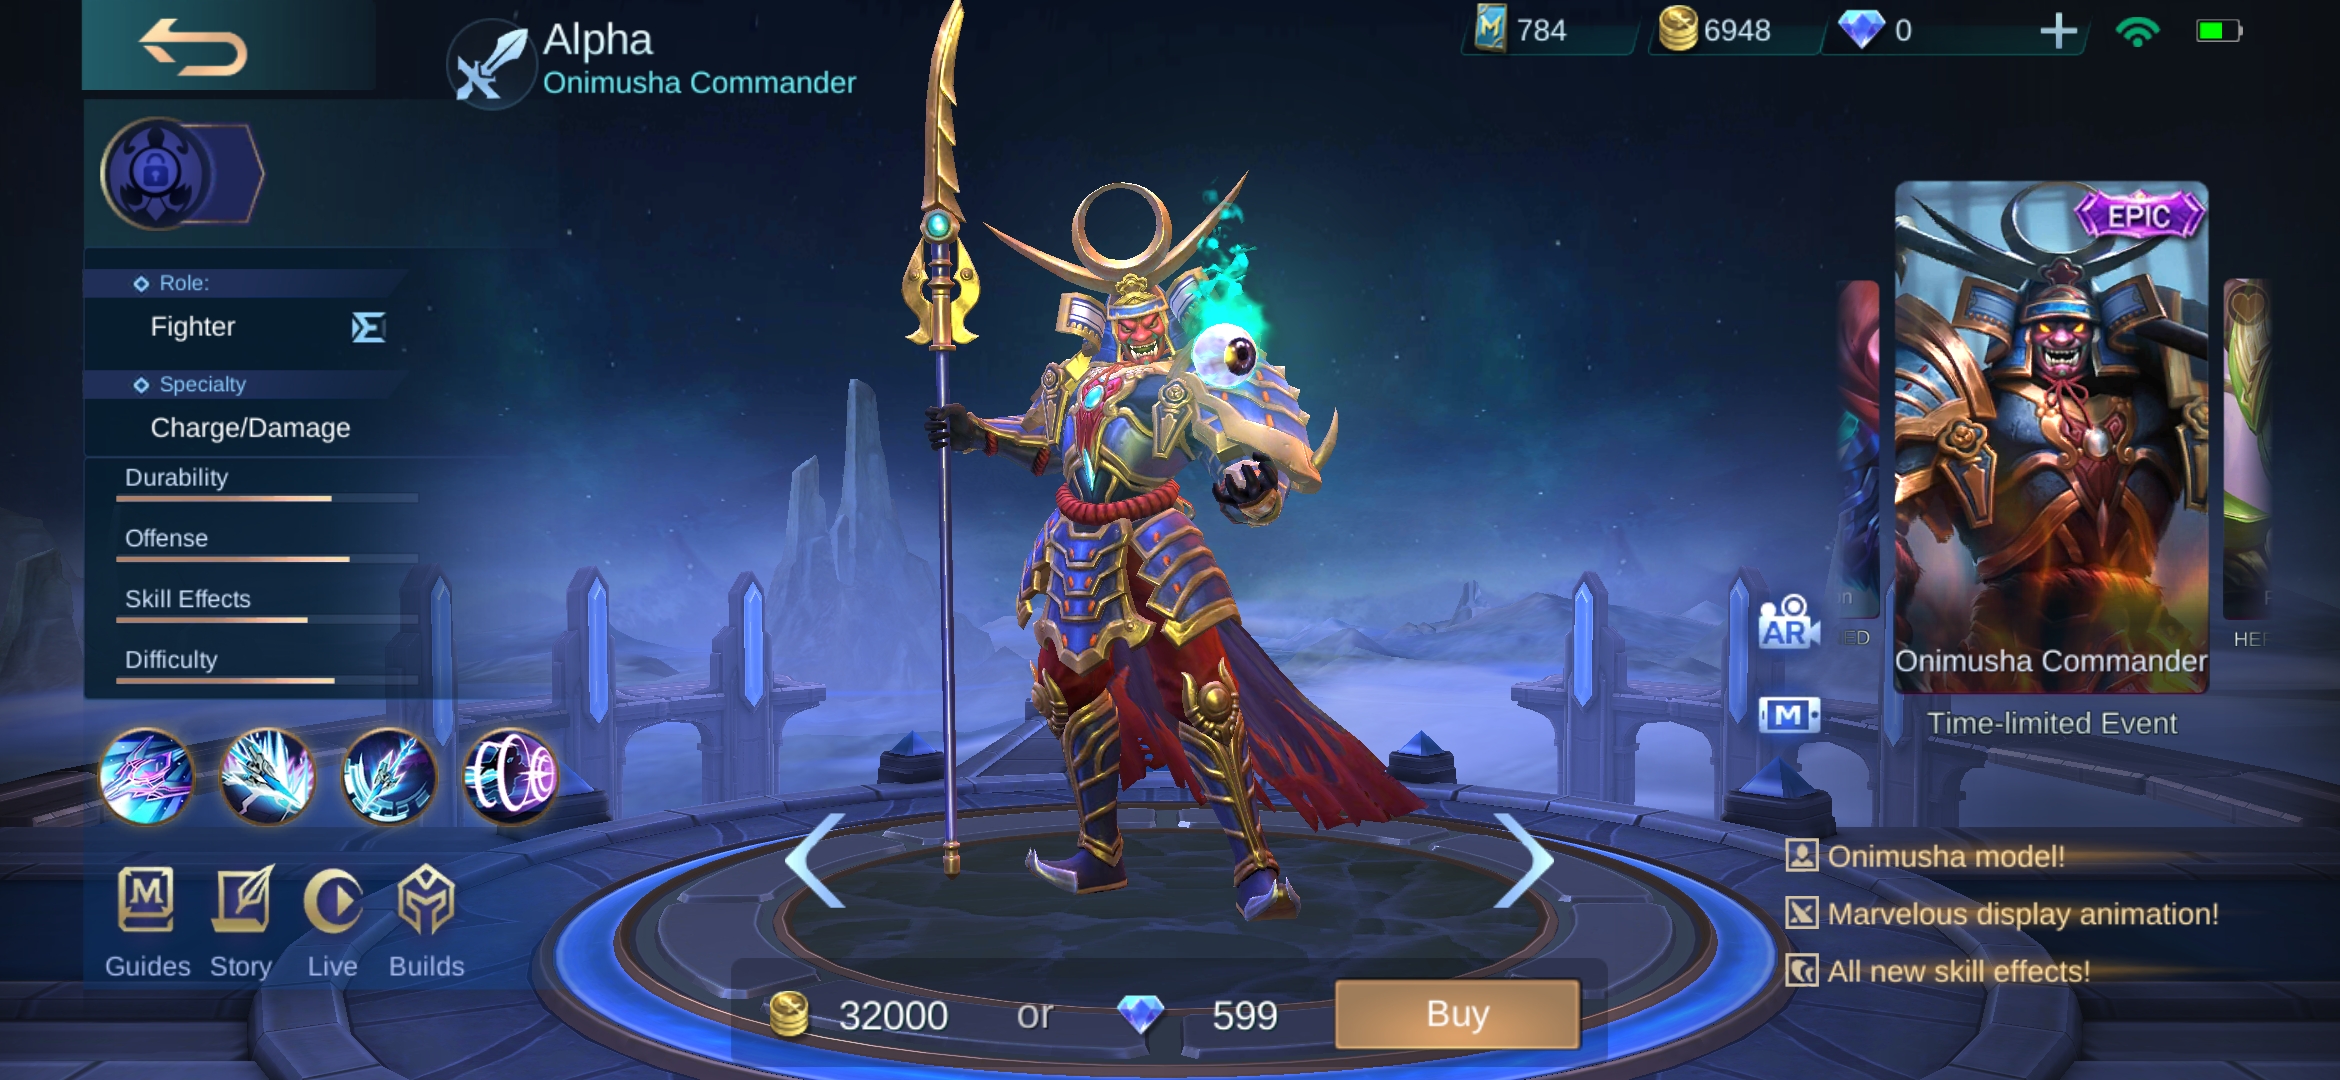 Alpha
Onimusha Commander
784
6948
0
Role:
Fighter
Specialty
Charge/Damage
Durability
Offense
Skill Effects
Difficulty
Guides
Story
Live
Builds
32000 or 599
Buy
EPIC
Onimusha Commander
Time-limited Event
AR
M
Onimusha model!
Marvelous display animation!
All new skill effects!